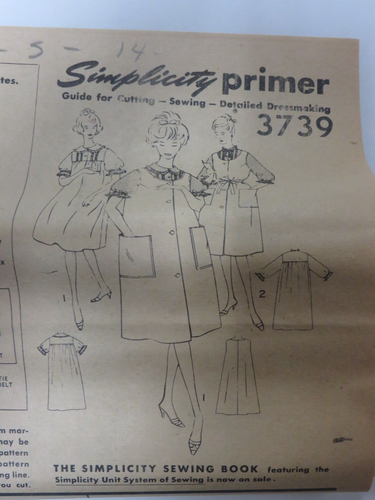 - S - 14 -
tes.
Simplicity primer
Guide for Cutting — Sewing — Detailed Dressmaking
3739
1
2
1
TIE
BELT
m mar-
may be
pattern
pattern
ng line.
you cut.
THE SIMPLICITY SEWING BOOK featuring the
Simplicity Unit System of Sewing is now on sale.